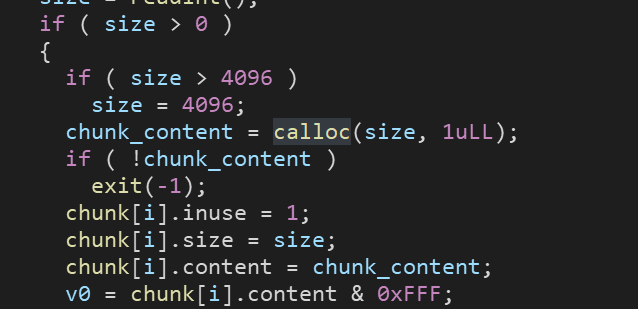 size = readint();
if ( size > 0 )
{
if ( size > 4096 )
size = 4096;
chunk_content = calloc(size, 1uLL);
if ( !chunk_content )
exit(-1);
chunk[i].inuse = 1;
chunk[i].size = size;
chunk[i].content = chunk_content;
v0 = chunk[i].content & 0xFFF;